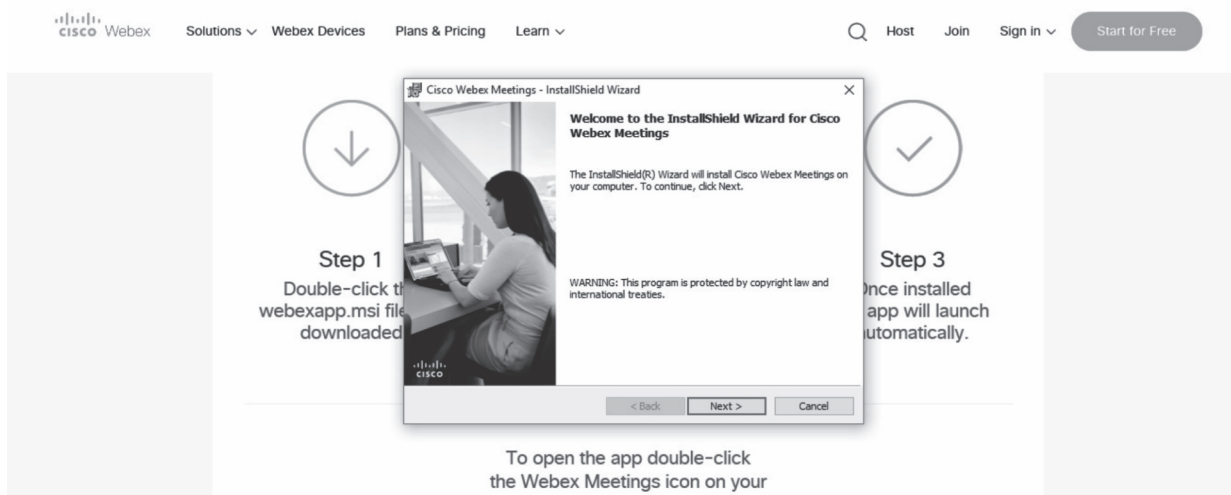 CISCO Webex
Solutions
Webex Devices
Plans & Pricing
Learn
Host
Join
Sign in
Start for Free
Cisco Webex Meetings - InstallShield Wizard
Welcome to the InstallShield Wizard for Cisco
Webex Meetings
The InstallShield(R) Wizard will install Cisco Webex Meetings on
your computer. To continue, click Next.
WARNING: This program is protected by copyright law and
international treaties.
CISCO
< Back
Next >
Cancel
Step 1
Double-click
webexapp.msi
downloaded
Step 3
installed
app will launch
To open the app double-click
the Webex Meetings icon on your